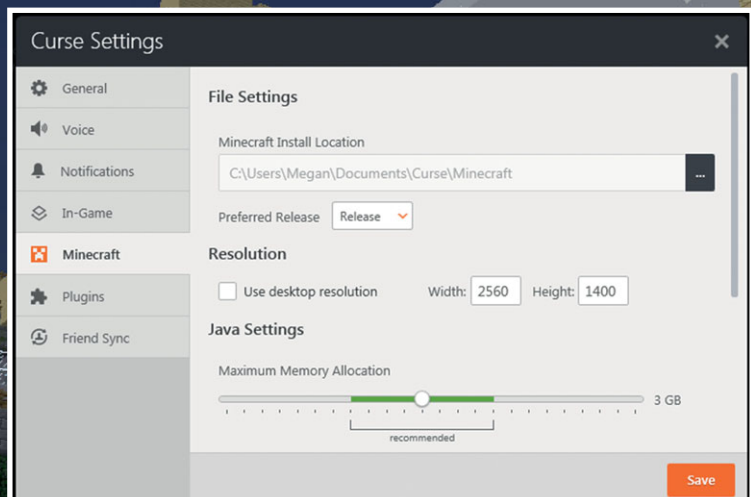 Curse Settings
General
Voice
Notifications
In-Game
Minecraft
Plugins
Friend Sync
File Settings
Minecraft Install Location
C:\Users\Megan\Documents\Curse\Minecraft
...
Preferred Release Release
Resolution
Use desktop resolution Width: 2560 Height: 1400
Java Settings
Maximum Memory Allocation
3 GB
recommended
Save